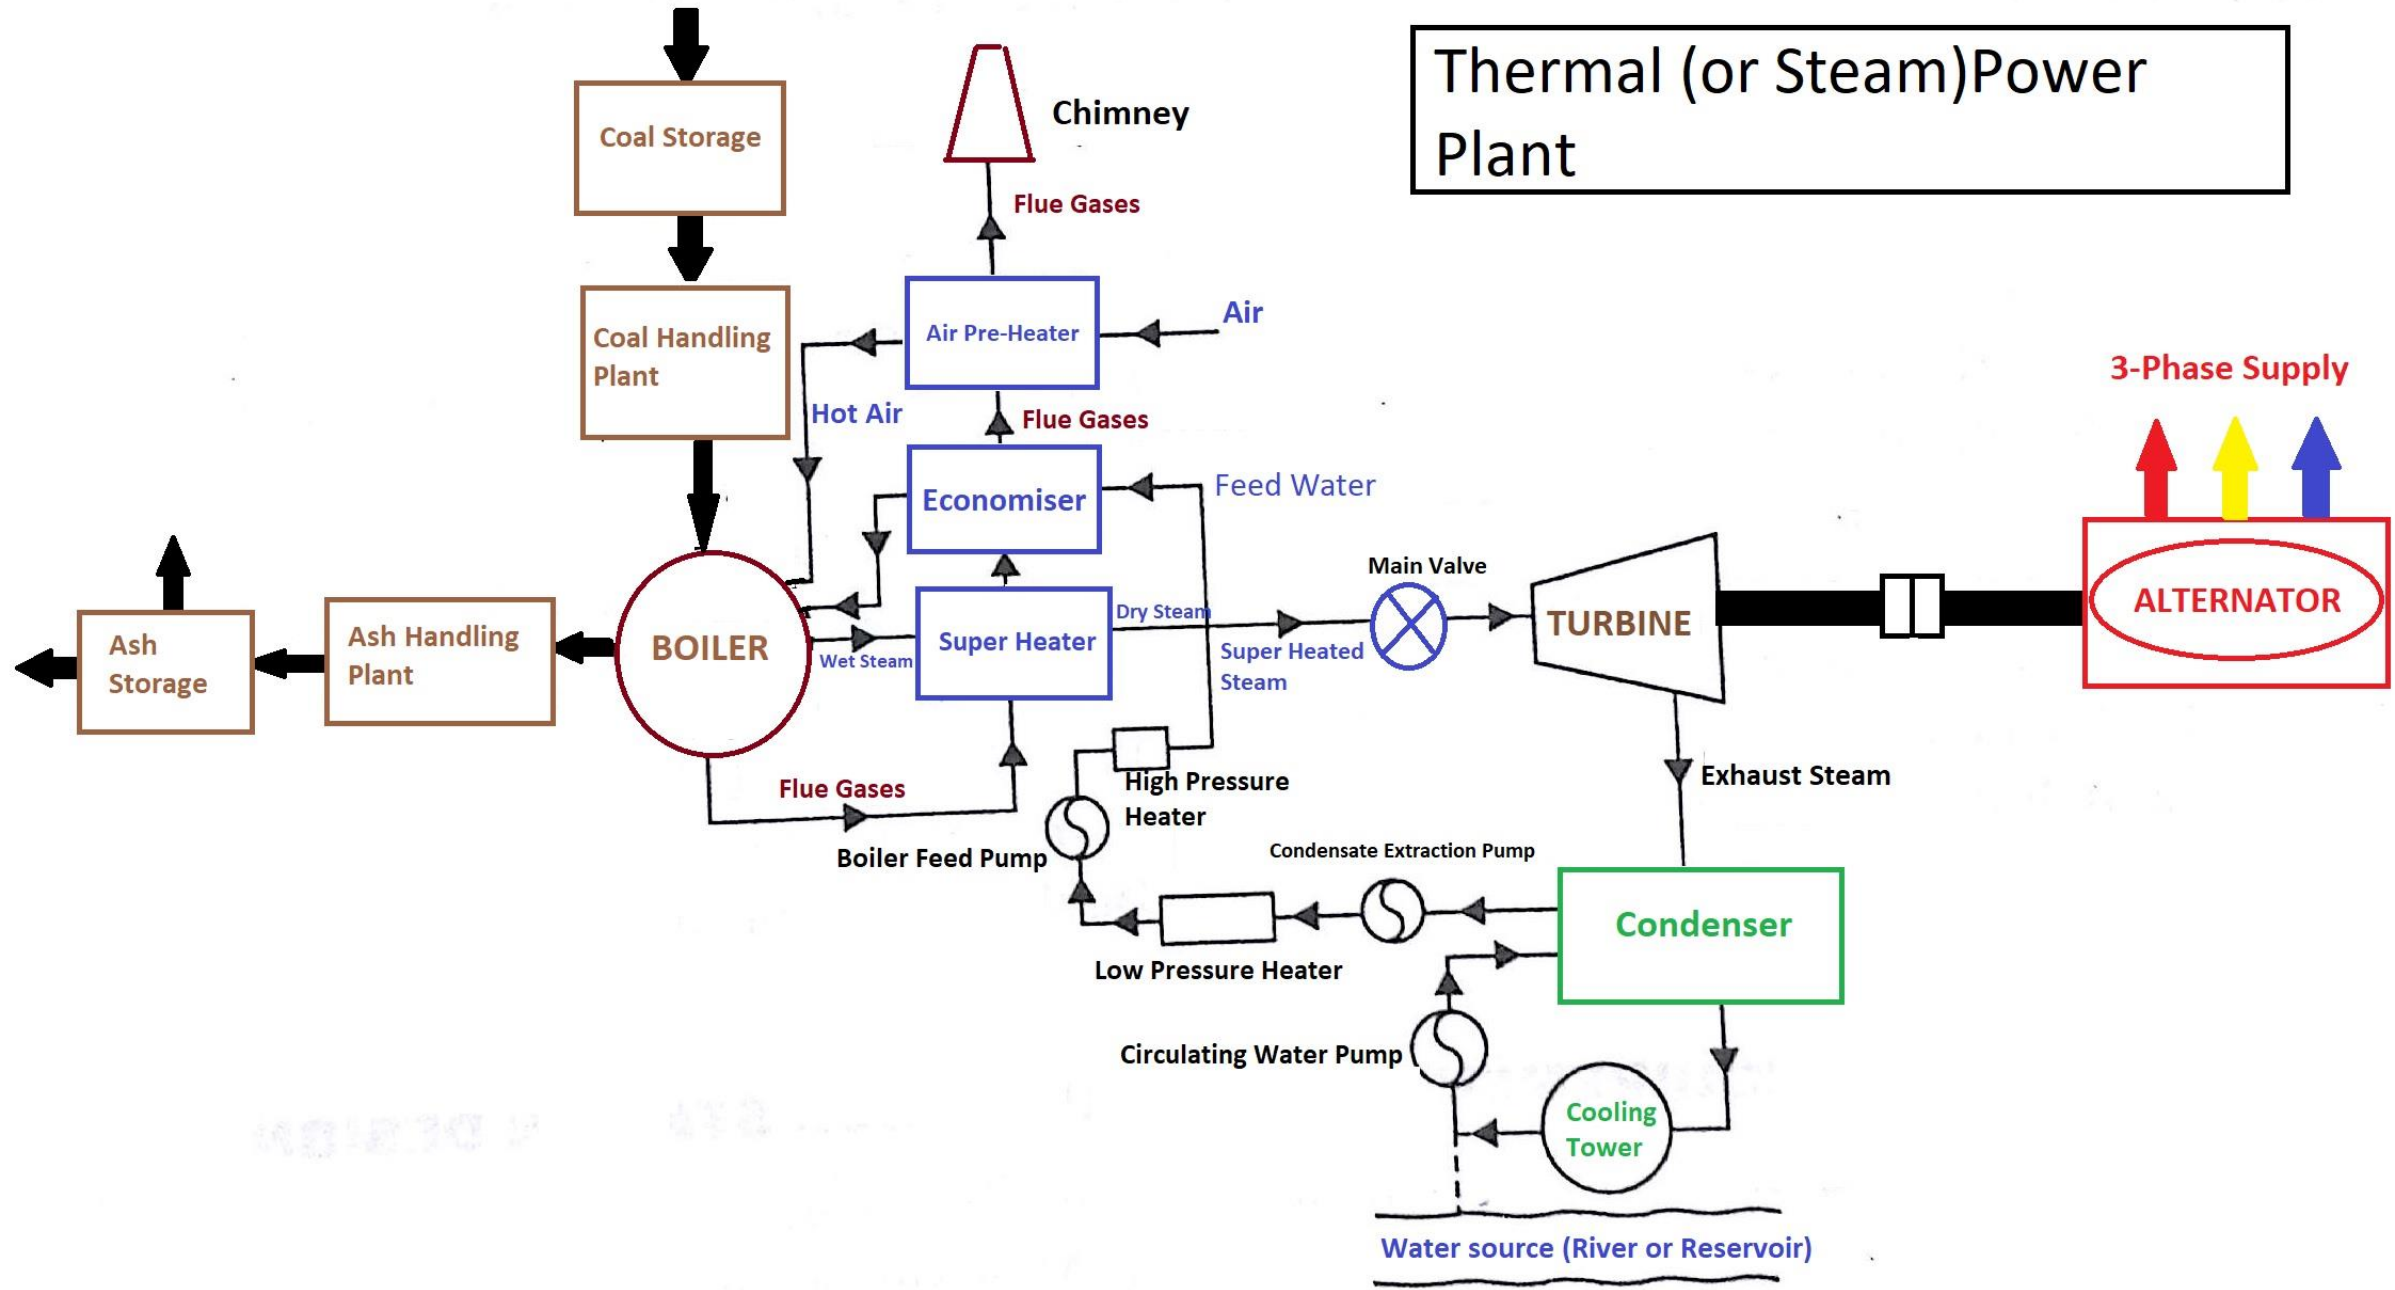 Thermal (or Steam)Power
Plant
Coal Storage
Chimney
Flue Gases
Coal Handling
Plant
Air Pre-Heater
Air
Hot Air
Flue Gases
3-Phase Supply
Economiser
Feed Water
Main Valve
ALTERNATOR
Dry Steam
TURBINE
Ash
Storage
Ash Handling
Plant
BOILER
Wet Steam
Super Heater
Super Heated
Steam
Flue Gases
High Pressure
Heater
Exhaust Steam
Boiler Feed Pump
Condensate Extraction Pump
Condenser
Low Pressure Heater
Circulating Water Pump
Cooling
Tower
Water source (River or Reservoir)